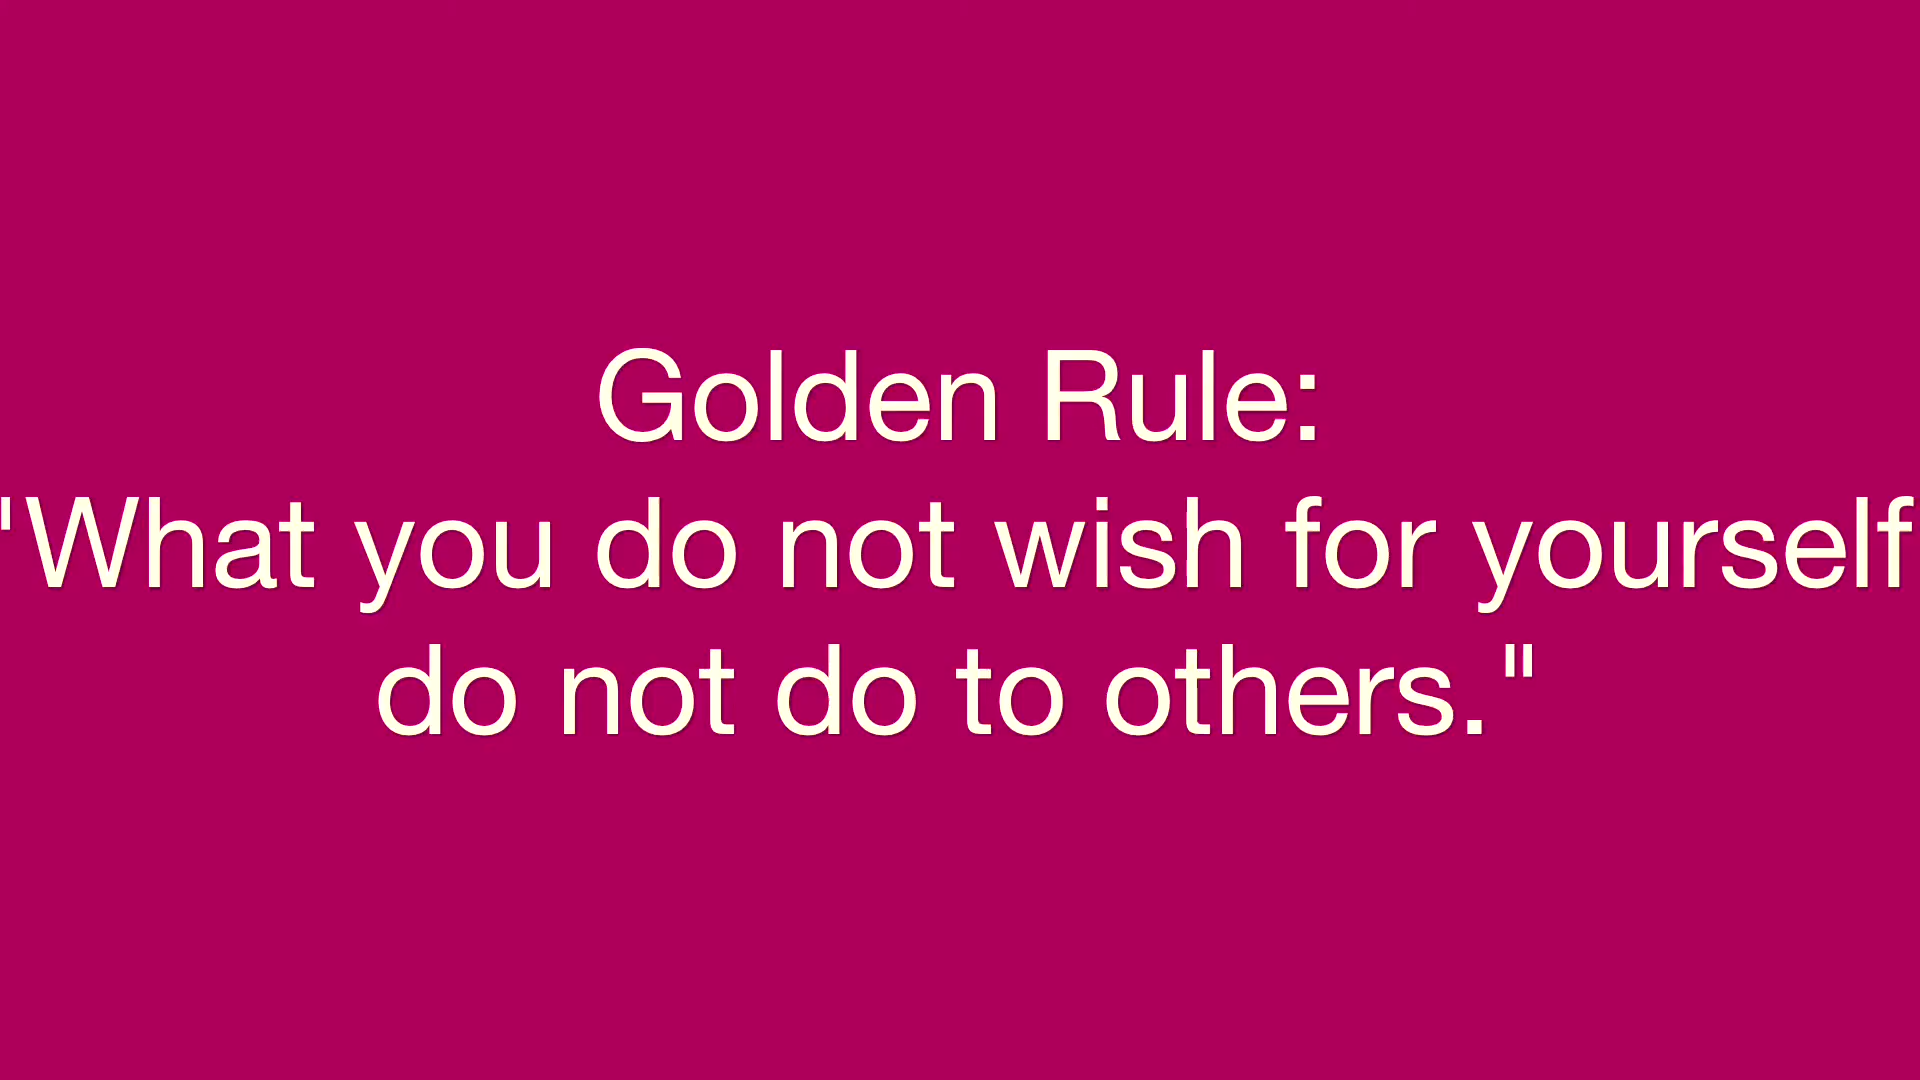 Golden Rule:
"What you do not wish for yourself
do not do to others."